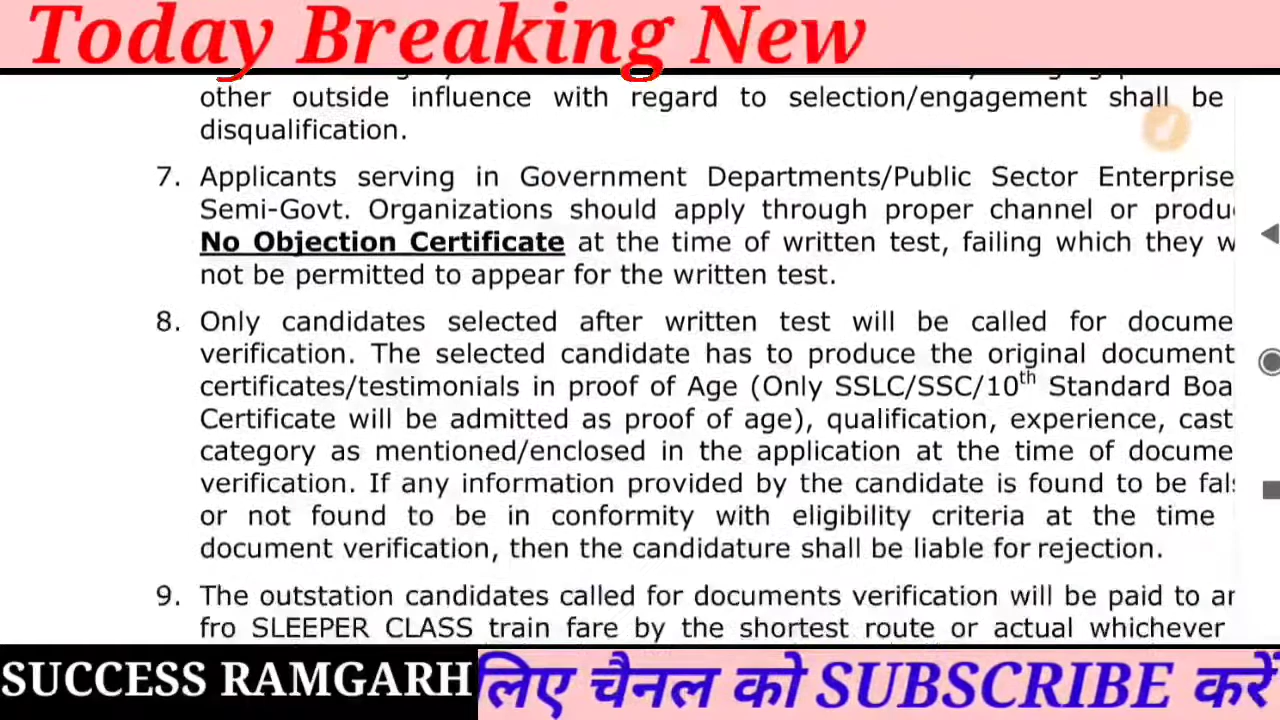 Today Breaking New
other outside influence with regard to selection/engagement shall be
disqualification.
7. Applicants serving in Government Departments/Public Sector Enterprise
Semi-Govt. Organizations should apply through proper channel or produ
No Objection Certificate at the time of written test, failing which they w
not be permitted to appear for the written test.
8. Only candidates selected after written test will be called for docume
verification. The selected candidate has to produce the original document
certificates/testimonials in proof of Age (Only SSLC/SSC/10th Standard Boa
Certificate will be admitted as proof of age), qualification, experience, cast
category as mentioned/enclosed in the application at the time of docume
verification. If any information provided by the candidate is found to be fals
or not found to be in conformity with eligibility criteria at the time
document verification, then the candidature shall be liable for rejection.
9. The outstation candidates called for documents verification will be paid to an
fro SLEEPER CLASS train fare by the shortest route or actual whichever
SUCCESS RAMGARH लिए चैनल को SUBSCRIBE करें